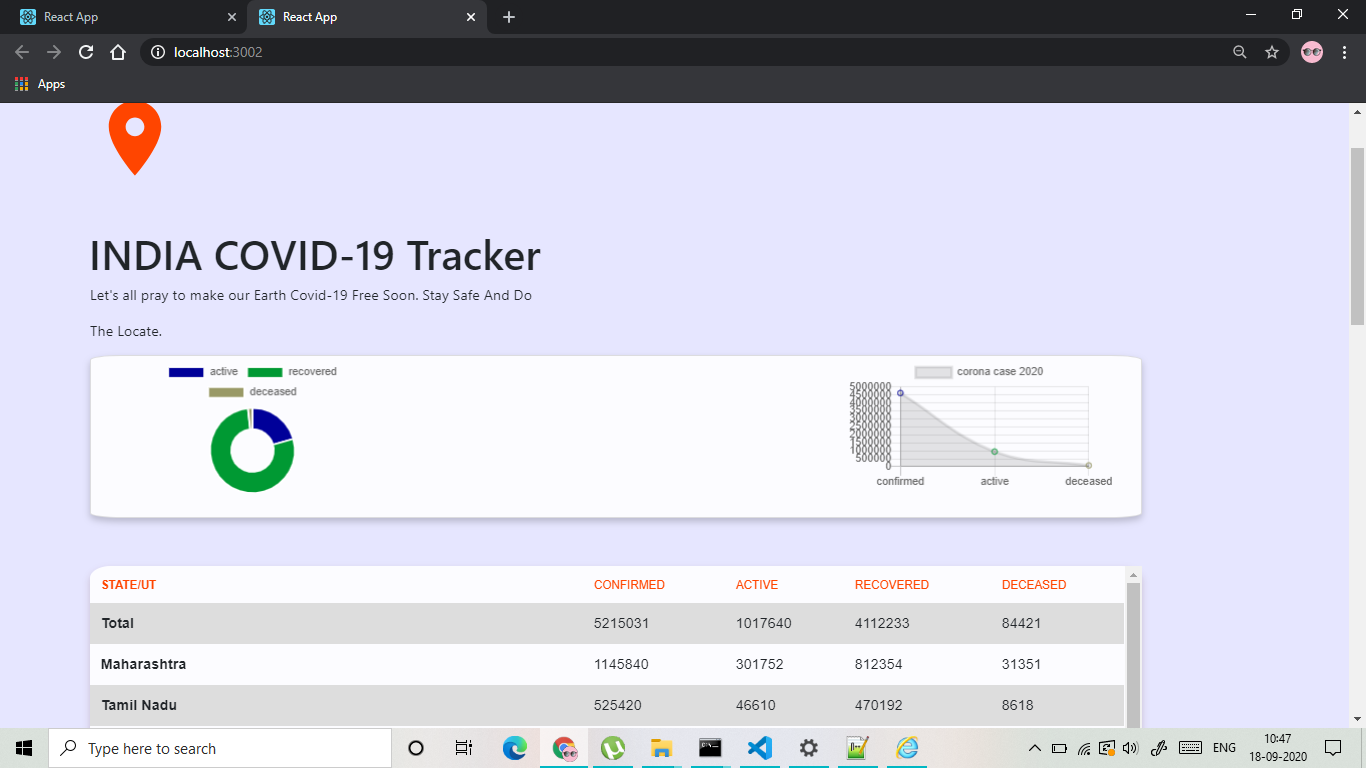 React App
React App
localhost:3002
Apps
INDIA COVID-19 Tracker
Let's all pray to make our Earth Covid-19 Free Soon. Stay Safe And Do
The Locate.
active recovered
deceased
corona case 2020
5000000
4500000
4000000
3500000
3000000
2500000
2000000
1500000
1000000
500000
0
confirmed active deceased
STATE/UT CONFIRMED ACTIVE RECOVERED DECEASED
Total 5215031 1017640 4112233 84421
Maharashtra 1145840 301752 812354 31351
Tamil Nadu 525420 46610 470192 8618
Type here to search
ENG
10:47
18-09-2020